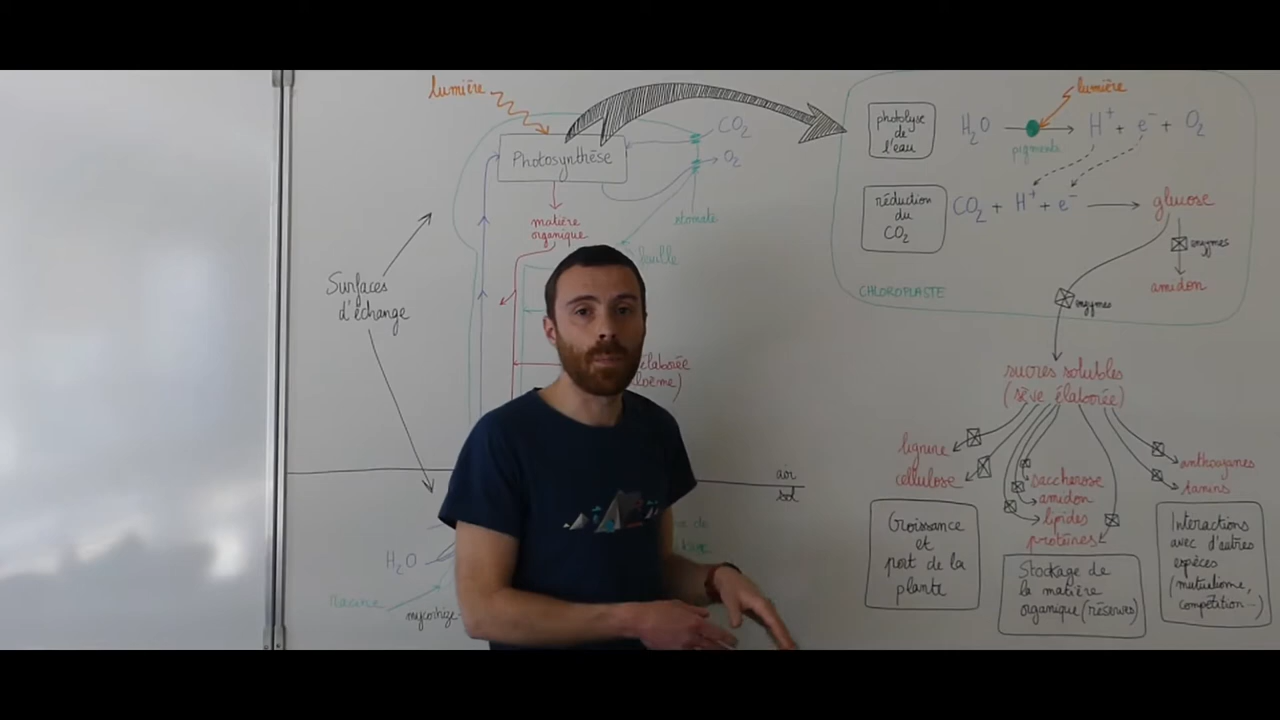 lumière
Photosynthèse
CO2
O2
stomate
matière
organique
feuille
Surfaces
d'échange
élaborée
air
sol
H2O
racine
mycorhize
photolyse
de
l'eau
H2O
pigments
lumière
H+ + e- + O2
réduction
du
CO2
CO2 + H+ + e-
glucose
enzymes
amidon
CHLOROPLASTE
enzymes
sucres solubles
(sève élaborée)
lignine
cellulose
saccharose
amidon
lipides
protéines
anthocyanes
tanins
Croissance
et
port de la
plante
Stockage de
la matière
organique (réserves)
Interactions
avec d'autres
espèces
(mutualisme,
compétition...)